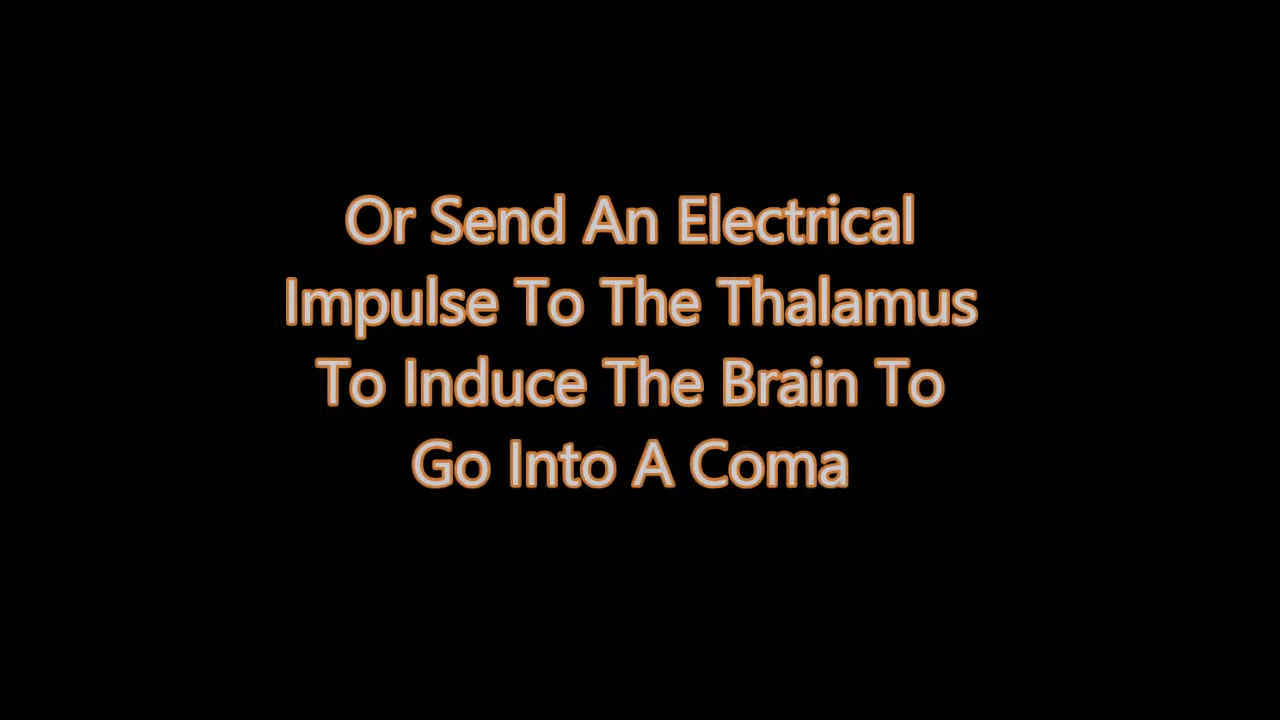 Or Send An Electrical
Impulse To The Thalamus
To Induce The Brain To
Go Into A Coma